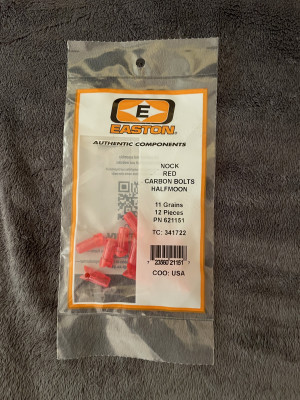 E
EASTON
AUTHENTIC COMPONENTS
NOCK
RED
CARBON BOLTS
HALFMOON
11 Grains
12 Pieces
PN 621151
TC: 341722
COO: USA